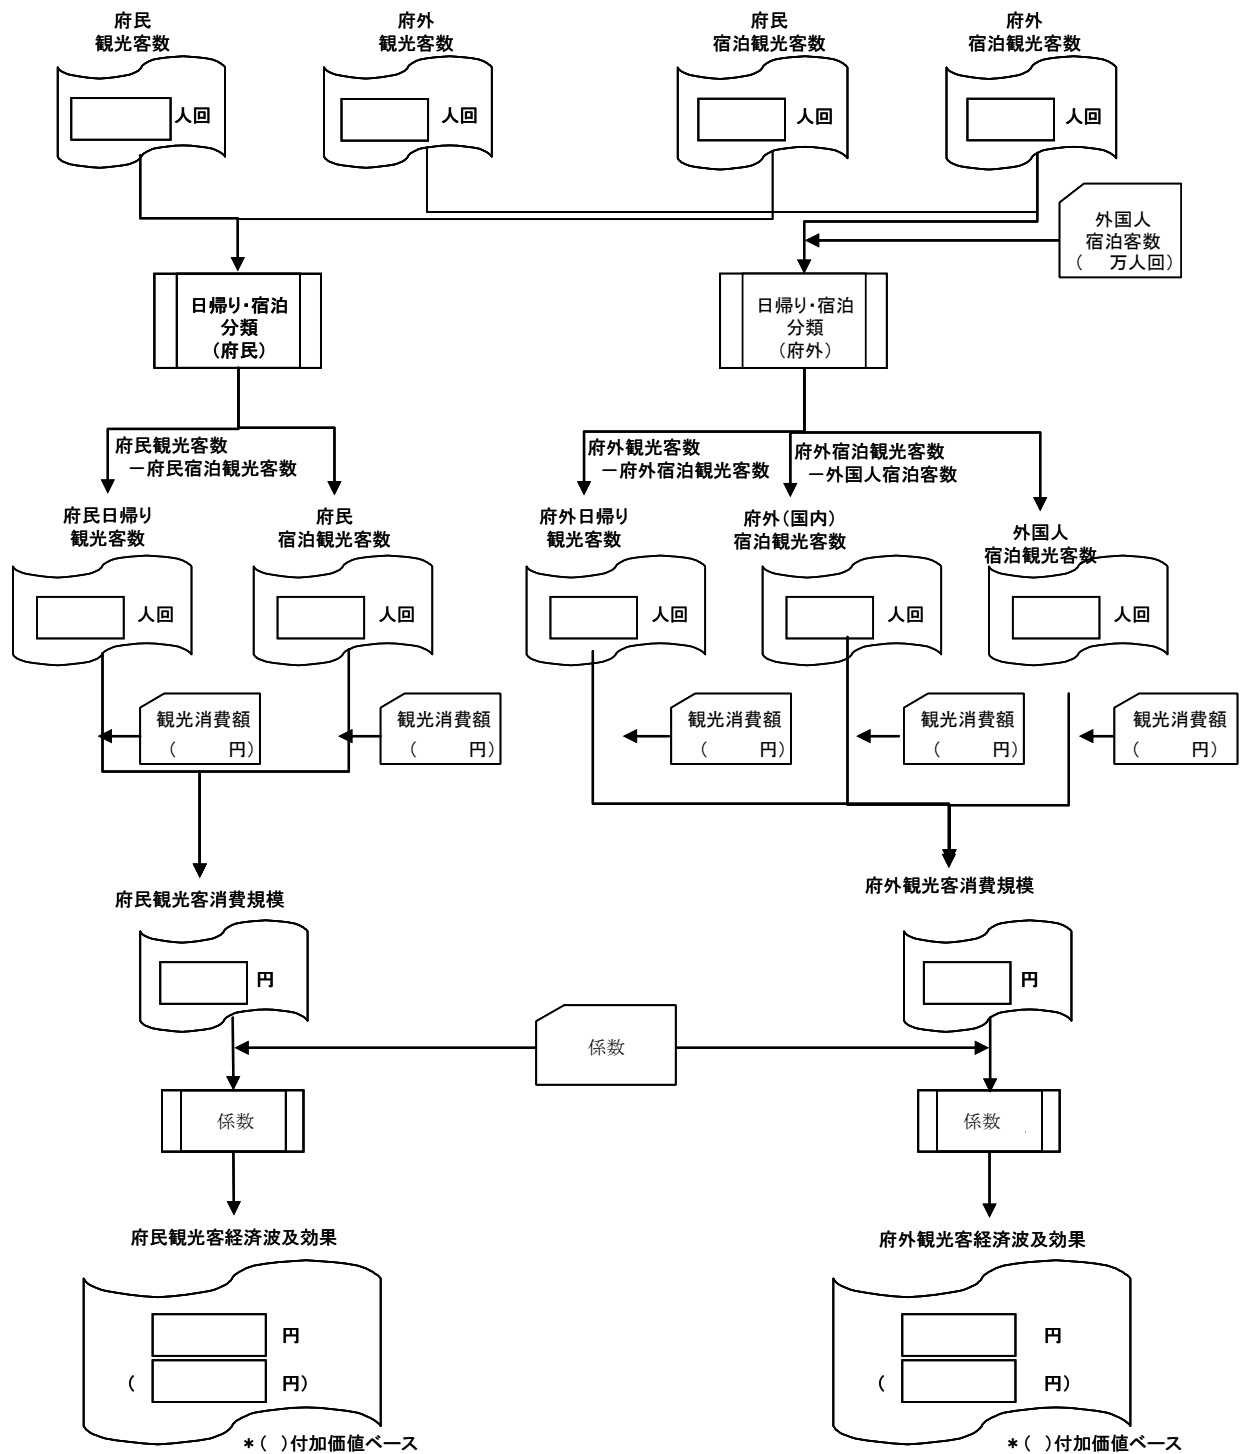 府民
観光客数
府外
観光客数
府民
宿泊観光客数
府外
宿泊観光客数
人回
人回
人回
人回
外国人
宿泊客数
(　万人回)
日帰り・宿泊
分類
(府民)
日帰り・宿泊
分類
(府外)
府民観光客数
－府民宿泊観光客数
府外観光客数
－府外宿泊観光客数
府外宿泊観光客数
－外国人宿泊客数
府民日帰り
観光客数
府民
宿泊観光客数
府外日帰り
観光客数
府外(国内)
宿泊観光客数
外国人
宿泊観光客数
人回
人回
人回
人回
人回
観光消費額
(　　円)
観光消費額
(　　円)
観光消費額
(　　円)
観光消費額
(　　円)
観光消費額
(　　円)
府民観光客消費規模
府外観光客消費規模
円
円
係数
係数
係数
府民観光客経済波及効果
府外観光客経済波及効果
円
(　　円)
円
(　　円)
*(　)付加価値ベース
*(　)付加価値ベース